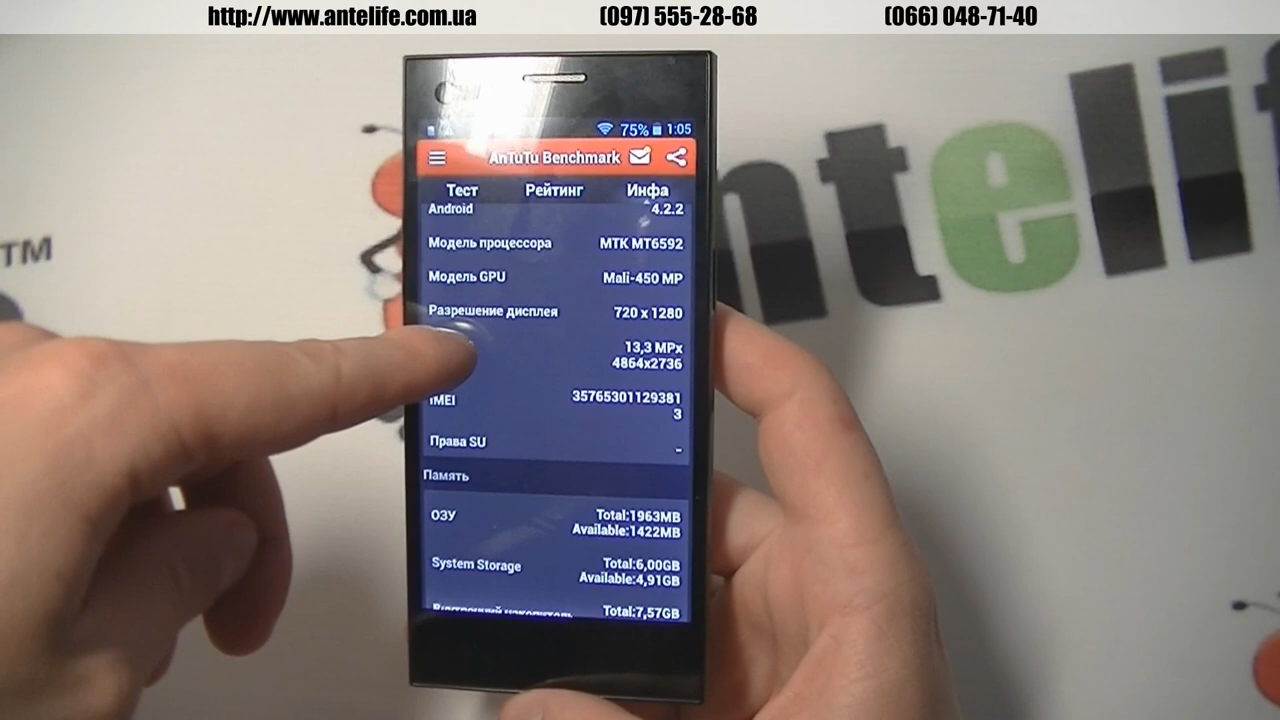 http://www.antelife.com.ua (097) 555-28-68 (066) 048-71-40
TM
ntelif
75% 1:05
AnTuTu Benchmark
Тест Рейтинг Инфа
Android 4.2.2
Модель процессора МТК MT6592
Модель GPU Mali-450 MP
Разрешение дисплея 720 x 1280
13,3 MPx
4864x2736
IMEI 35765301129381
3
Права SU -
Память
ОЗУ Total:1963MB
Available:1422MB
System Storage Total:6,00GB
Available:4,91GB
Total:7,57GB